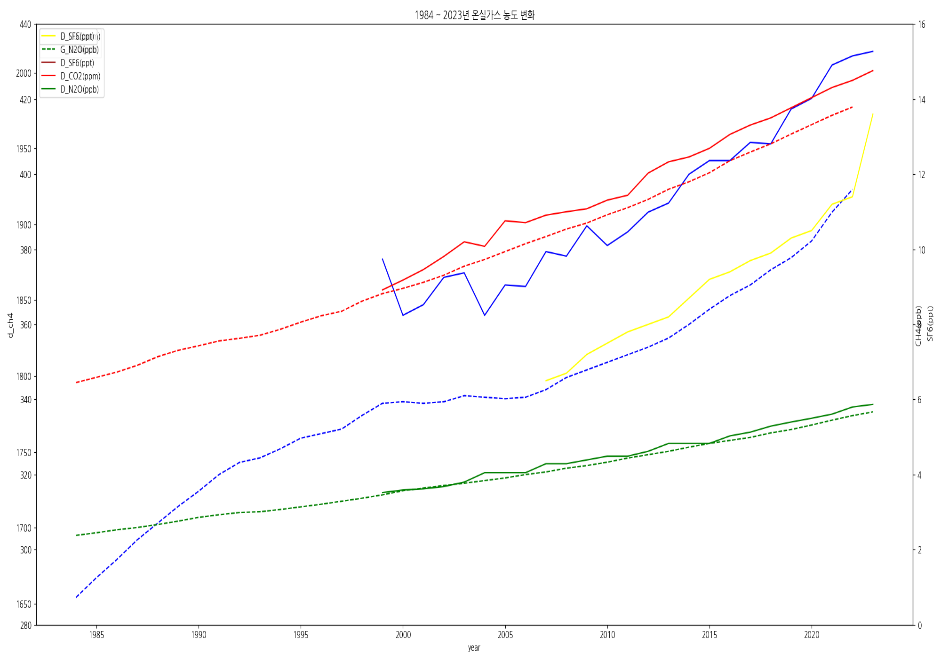 1984 - 2023년 온실가스 농도 변화
D_SF6(ppt)
G_N2O(ppb)
D_SF6(ppt)
D_CO2(ppm)
D_N2O(ppb)
440
2000
420
1950
400
1900
380
1850
360
1800
340
1750
320
1700
300
1650
280
d_ch4
16
14
12
10
8
6
4
2
0
CH4(ppb)
SF6(ppt)
1985 1990 1995 2000 2005 2010 2015 2020
year